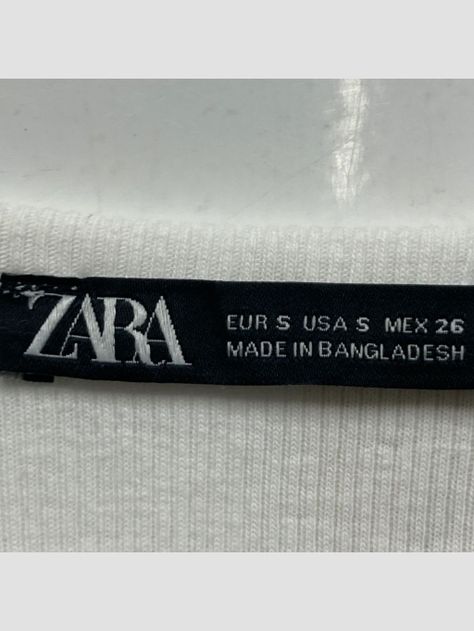 ZARA
EUR S USA S MEX 26
MADE IN BANGLADESH